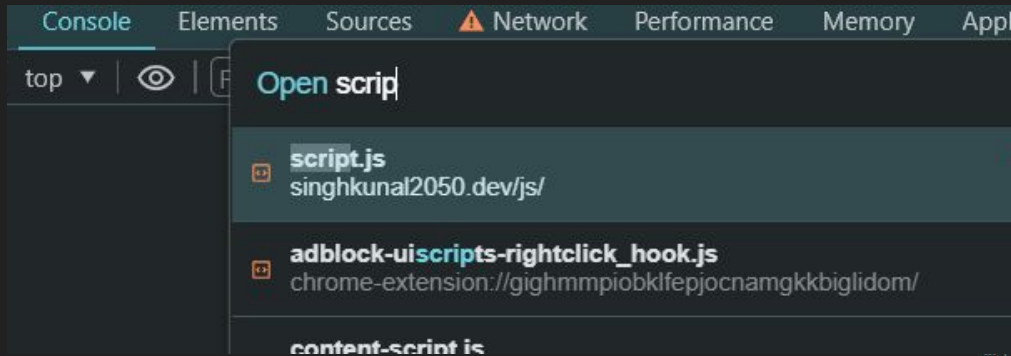 Console Elements Sources Network Performance Memory Appl
top
Open scrip
script.js
singhkunal2050.dev/js/
adblock-uiscripts-rightclick_hook.js
chrome-extension://gighmmpiobklfepjocnamgkkbiglidom/
content-script.js